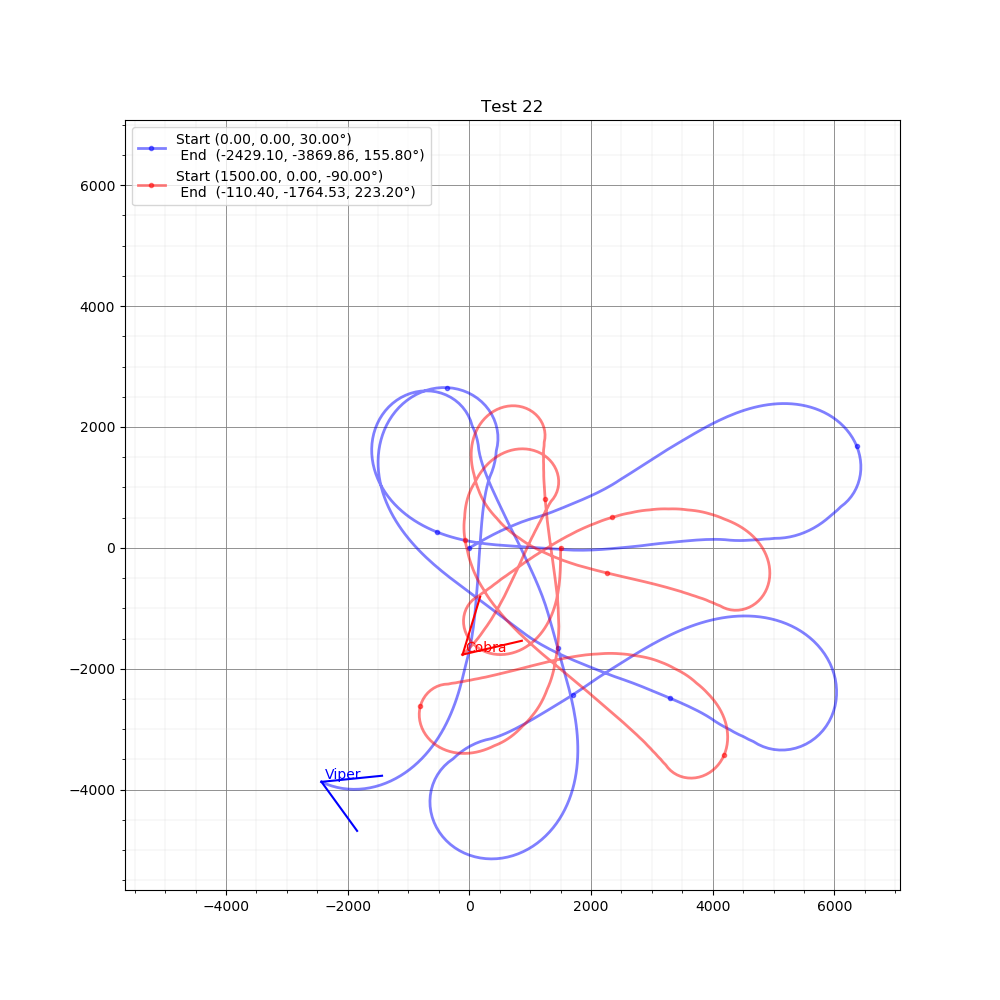 Test 22
Start (0.00, 0.00, 30.00°)
End (-2429.10, -3869.86, 155.80°)
Start (1500.00, 0.00, -90.00°)
End (-110.40, -1764.53, 223.20°)
6000
4000
2000
0
−2000
−4000
Cobra
Viper
−4000 −2000 0 2000 4000 6000